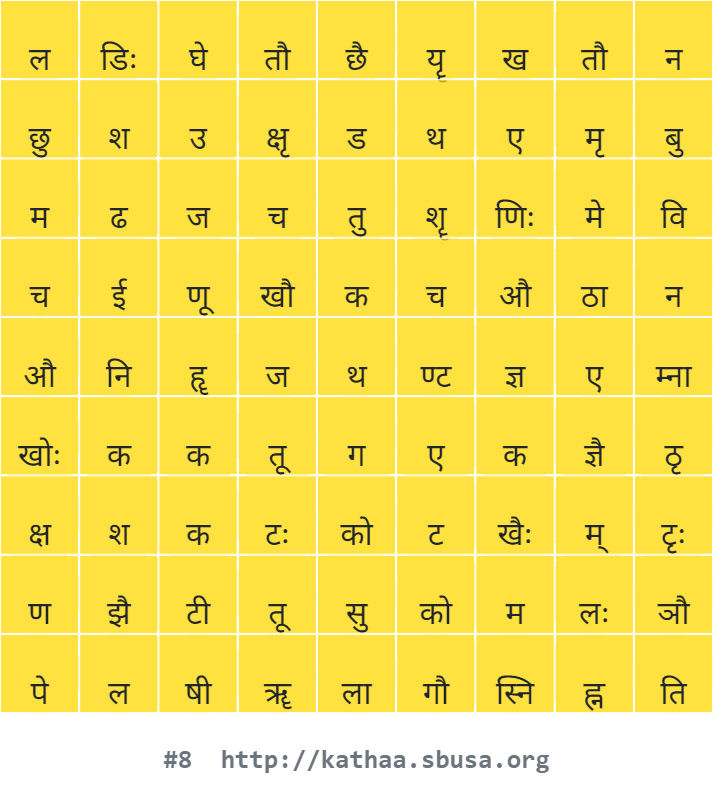 ल डिः घे तौ छै यॄ ख तौ न
छु श उ क्षृ ड थ ए मृ बु
म ढ ज च तु शॄ णिः मे वि
च ई णू खौ क च औ ठा न
औ नि हॄ ज थ ण्ट ज्ञ ए म्ना
खोः क क तू ग ए क ज्ञै ठृ
क्ष श क टः को ट खैः म् टृः
ण झै टी तू सु को म लः ञौ
पे ल षी ॠ ला गौ स्नि ह्न ति
#8 http://kathaa.sbusa.org